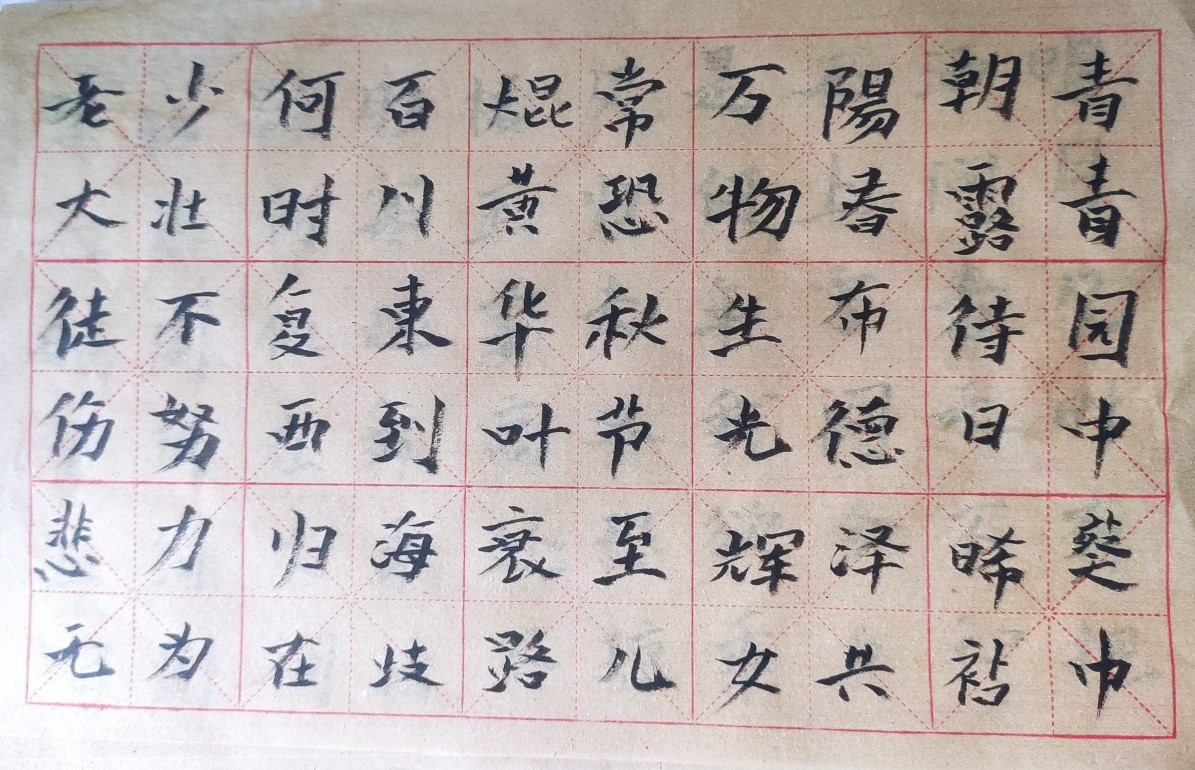 青青园中葵巾
朝露待日晞袩
陽春布德泽共
万物生光辉女
常恐秋节至儿
焜黄华叶衰路
百川東到海歧
何时复西归在
少壮不努力为
老大徒伤悲无